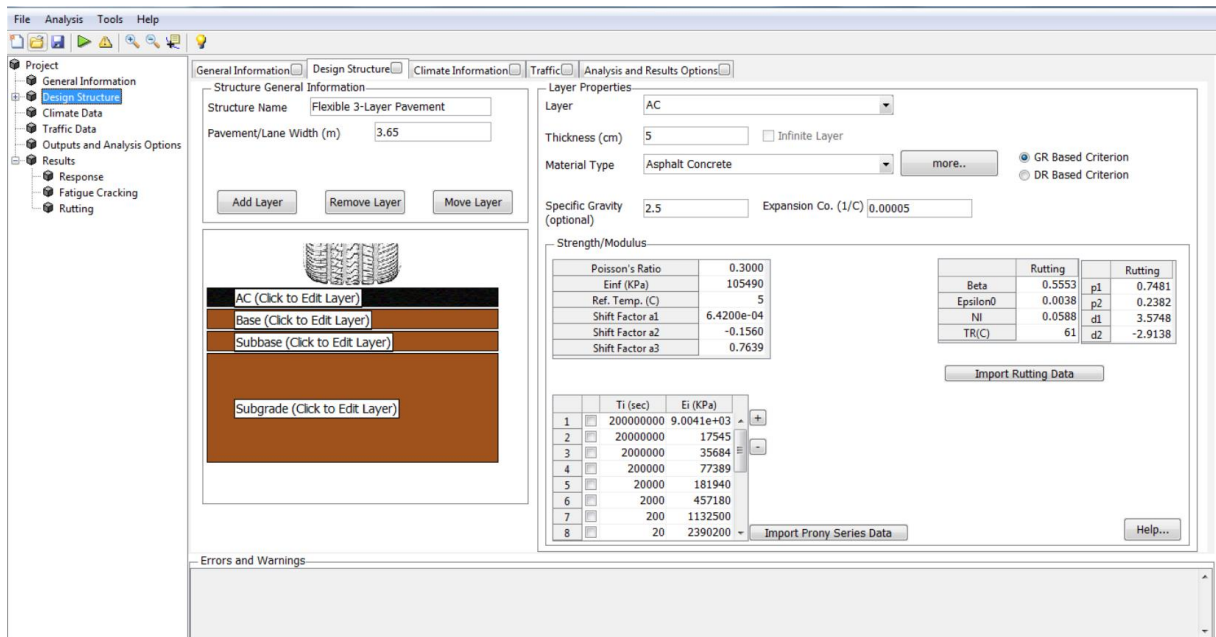 File Analysis Tools Help
Project
General Information
Design Structure
Climate Data
Traffic Data
Outputs and Analysis Options
Results
Response
Fatigue Cracking
Rutting
General Information Design Structure Climate Information Traffic Analysis and Results Options
Structure General Information
Structure Name Flexible 3-Layer Pavement
Pavement/Lane Width (m) 3.65
Add Layer Remove Layer Move Layer
AC (Click to Edit Layer)
Base (Click to Edit Layer)
Subbase (Click to Edit Layer)
Subgrade (Click to Edit Layer)
Layer Properties
Layer AC
Thickness (cm) 5 Infinite Layer
Material Type Asphalt Concrete more.. GR Based Criterion
DR Based Criterion
Specific Gravity (optional) 2.5 Expansion Co. (1/C) 0.00005
Strength/Modulus
Poisson's Ratio 0.3000
Einf (KPa) 105490
Ref. Temp. (C) 5
Shift Factor a1 6.4200e-04
Shift Factor a2 -0.1560
Shift Factor a3 0.7639
Rutting
Beta 0.5553
Epsilon0 0.0038
NI 0.0588
TR(C) 61
Rutting
p1 0.7481
p2 0.2382
d1 3.5748
d2 -2.9138
Import Rutting Data
Ti (sec) Ei (KPa)
1 200000000 9.0041e+03
2 20000000 17545
3 2000000 35684
4 200000 77389
5 20000 181940
6 2000 457180
7 200 1132500
8 20 2390200
+
-
Import Prony Series Data
Help...
Errors and Warnings